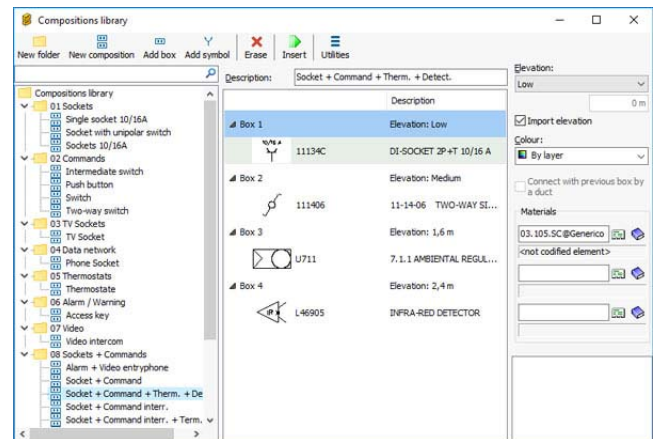 Compositions library
New folder New composition Add box Add symbol Erase Insert Utilities
Description: Socket + Command + Therm. + Detect.
Elevation:
Low
0 m
Import elevation
Colour:
By layer
Connect with previous box by a duct
Materials
03.105.SC@Generico
<not codified element>
Compositions library
01 Sockets
Single socket 10/16A
Socket with unipolar switch
Sockets 10/16A
02 Commands
Intermediate switch
Push button
Switch
Two-way switch
03 TV Sockets
TV Socket
04 Data network
Phone Socket
05 Thermostats
Thermostate
06 Alarm / Warning
Access key
07 Video
Video intercom
08 Sockets + Commands
Alarm + Video entryphone
Socket + Command
Socket + Command + Therm. + De
Socket + Command interr.
Socket + Command interr. + Term.
Description
Box 1 Elevation: Low
11134C DI-SOCKET 2P+T 10/16 A
Box 2 Elevation: Medium
111406 11-14-06 TWO-WAY SI...
Box 3 Elevation: 1,6 m
U711 7.1.1 AMBIENTAL REGUL...
Box 4 Elevation: 2,4 m
IR L46905 INFRA-RED DETECTOR